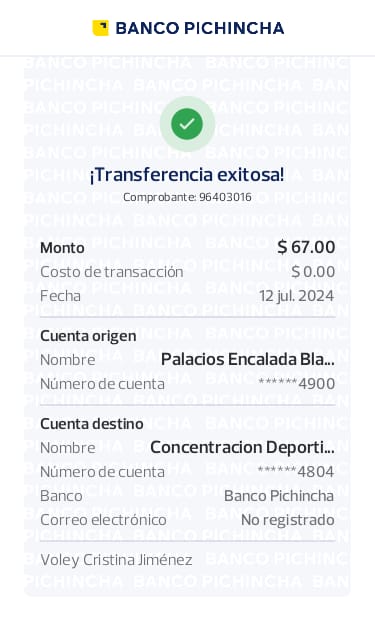 BANCO PICHINCHA
¡Transferencia exitosa!
Comprobante: 96403016
Monto $ 67.00
Costo de transacción $ 0.00
Fecha 12 jul. 2024
Cuenta origen
Nombre Palacios Encalada Bla...
Número de cuenta ******4900
Cuenta destino
Nombre Concentracion Deporti...
Número de cuenta ******4804
Banco Banco Pichincha
Correo electrónico No registrado
Voley Cristina Jiménez